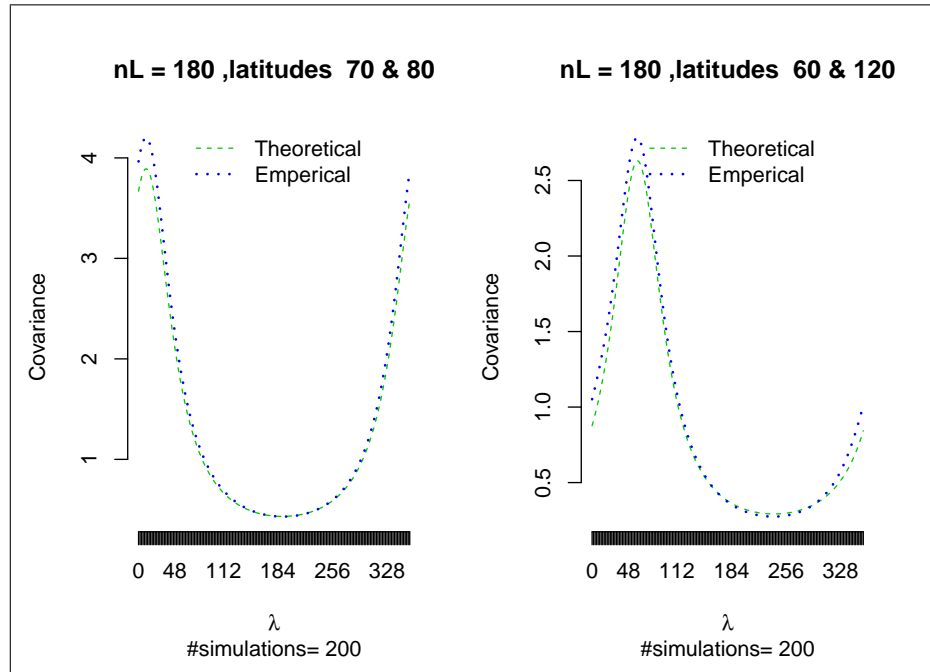 nL = 180 ,latitudes 70 & 80
Theoretical
Emperical
Covariance
4
3
2
1
0 48 112 184 256 328
λ
#simulations= 200
nL = 180 ,latitudes 60 & 120
Theoretical
Emperical
Covariance
2.5
2.0
1.5
1.0
0.5
0 48 112 184 256 328
λ
#simulations= 200